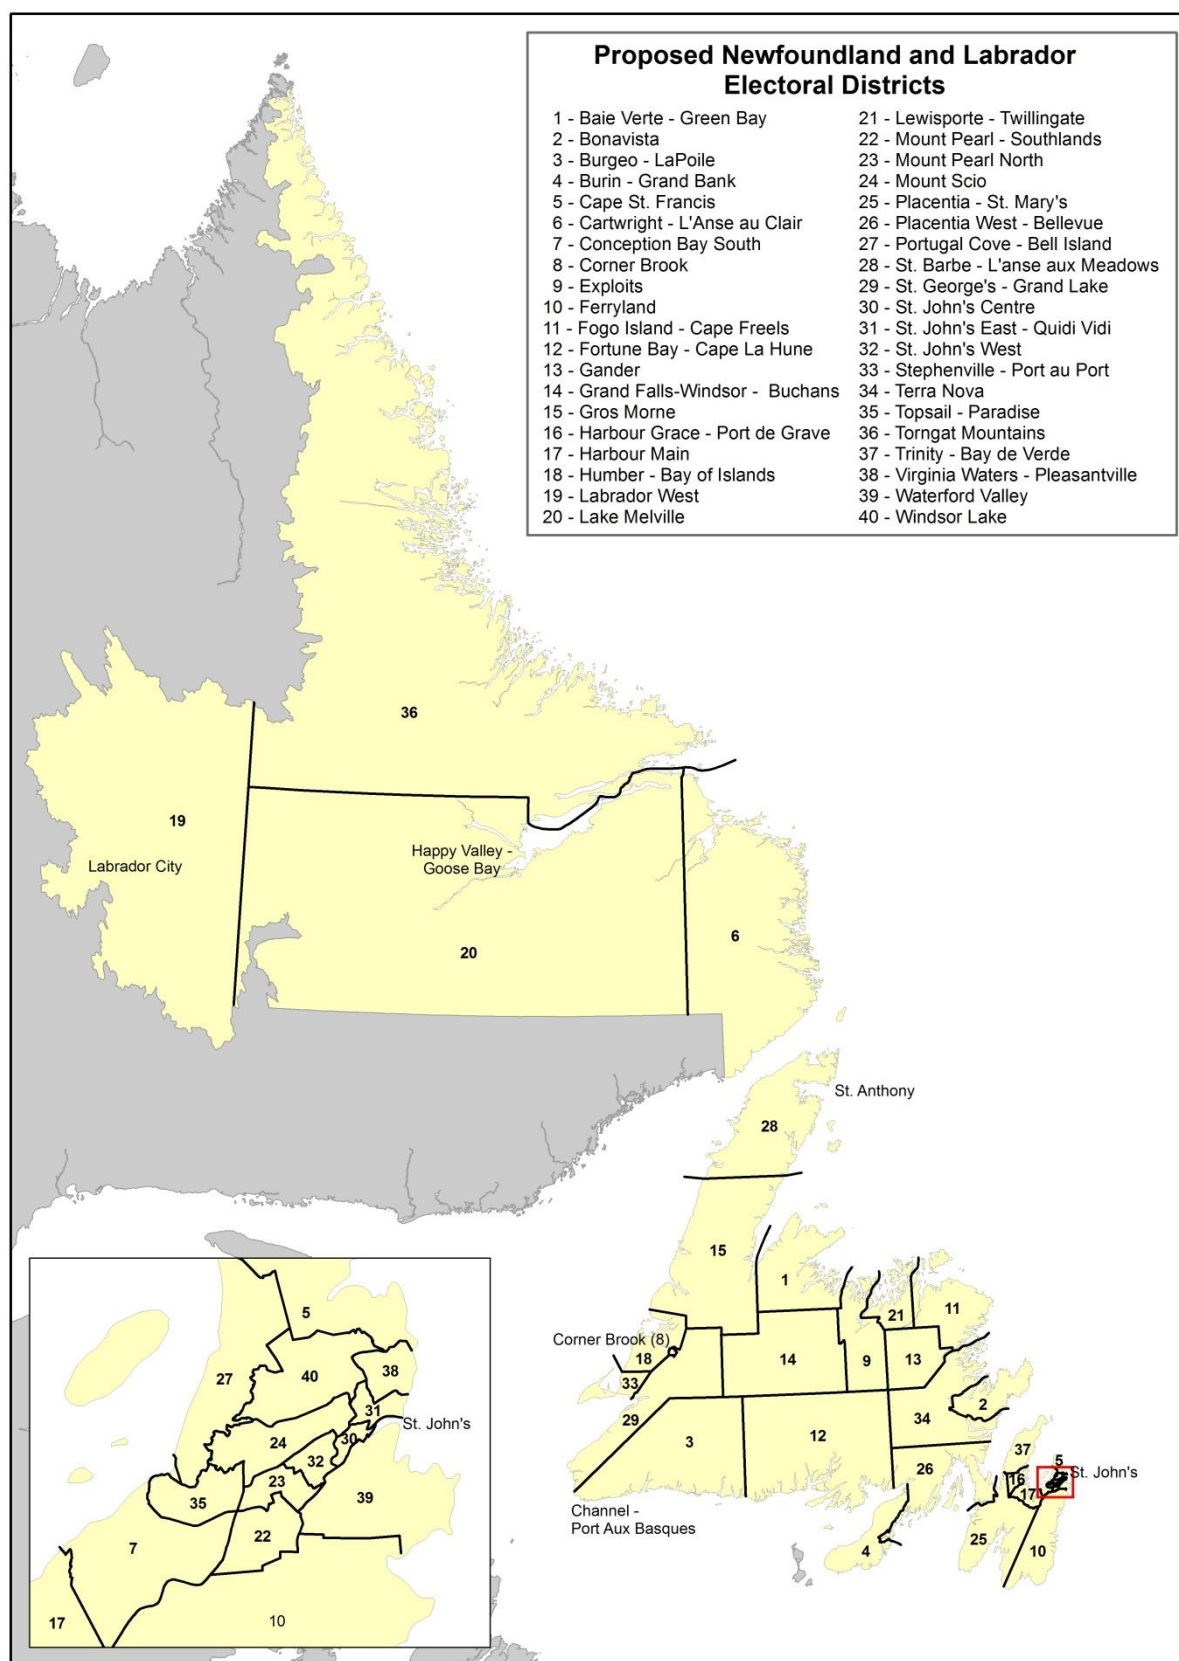 Proposed Newfoundland and Labrador
Electoral Districts
1 - Baie Verte - Green Bay
2 - Bonavista
3 - Burgeo - LaPoile
4 - Burin - Grand Bank
5 - Cape St. Francis
6 - Cartwright - L'Anse au Clair
7 - Conception Bay South
8 - Corner Brook
9 - Exploits
10 - Ferryland
11 - Fogo Island - Cape Freels
12 - Fortune Bay - Cape La Hune
13 - Gander
14 - Grand Falls-Windsor - Buchans
15 - Gros Morne
16 - Harbour Grace - Port de Grave
17 - Harbour Main
18 - Humber - Bay of Islands
19 - Labrador West
20 - Lake Melville
21 - Lewisporte - Twillingate
22 - Mount Pearl - Southlands
23 - Mount Pearl North
24 - Mount Scio
25 - Placentia - St. Mary's
26 - Placentia West - Bellevue
27 - Portugal Cove - Bell Island
28 - St. Barbe - L'anse aux Meadows
29 - St. George's - Grand Lake
30 - St. John's Centre
31 - St. John's East - Quidi Vidi
32 - St. John's West
33 - Stephenville - Port au Port
34 - Terra Nova
35 - Topsail - Paradise
36 - Torngat Mountains
37 - Trinity - Bay de Verde
38 - Virginia Waters - Pleasantville
39 - Waterford Valley
40 - Windsor Lake
36
19
Labrador City
Happy Valley -
Goose Bay
20
6
St. Anthony
28
15
1
21
11
Corner Brook (8)
18
14
9
13
33
29
3
12
34
2
37
5
St. John's
16
17
26
Channel -
Port Aux Basques
4
25
10
5
27
40
38
31
St. John's
24
30
32
23
35
39
22
7
17
10